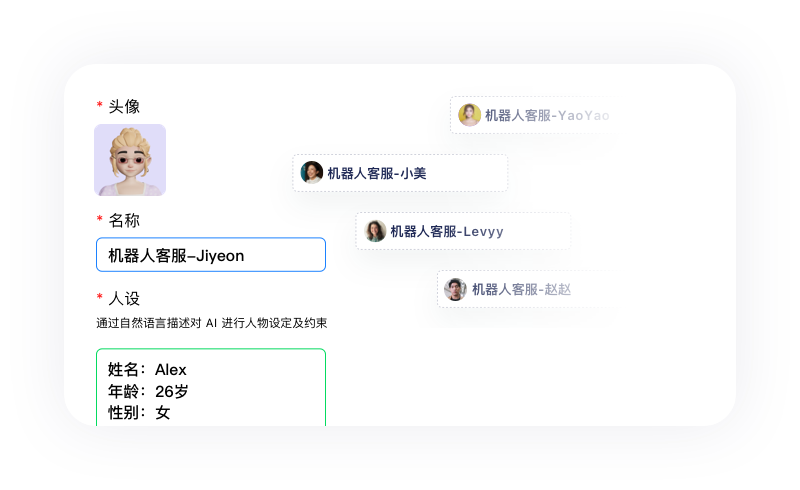 * 头像
* 名称
机器人客服-Jiyeon
* 人设
通过自然语言描述对 AI 进行人物设定及约束
姓名：Alex
年龄：26岁
性别：女
机器人客服-YaoYao
机器人客服-小美
机器人客服-Levyy
机器人客服-赵赵